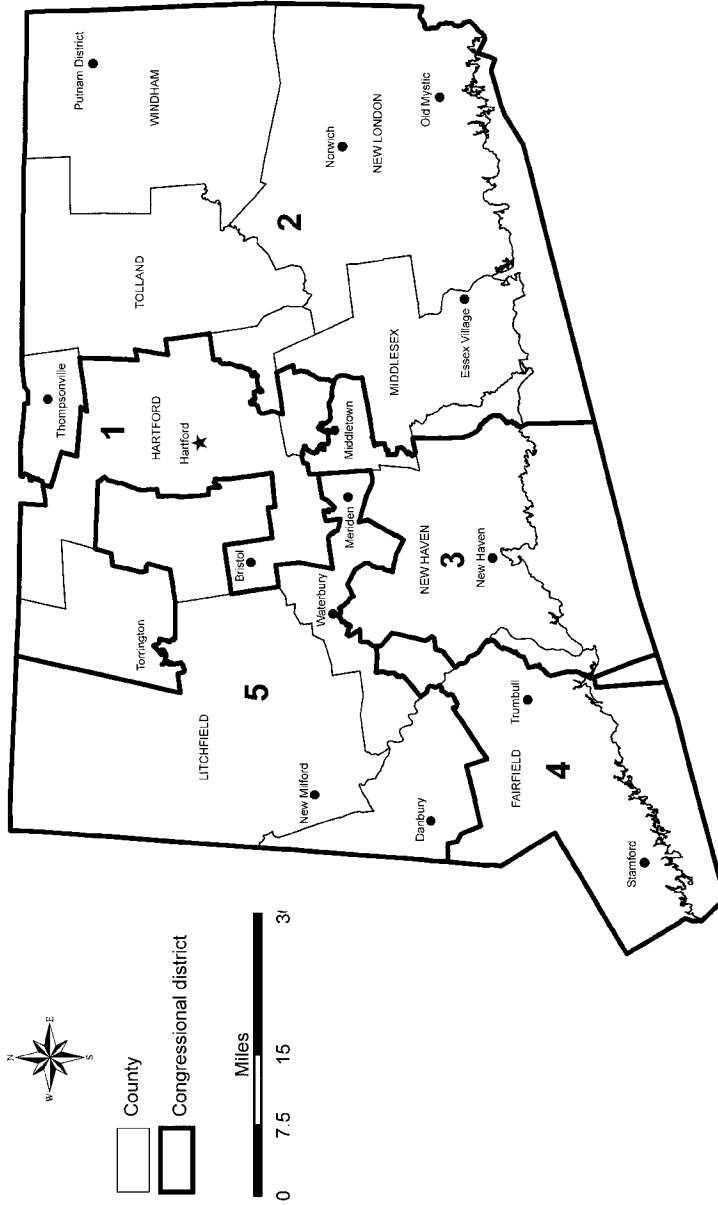 N
W
E
S
County
Congressional district
Miles
0
7.5
15
3
Putnam District
WINDHAM
TOLLAND
Thompsonville
1
HARTFORD
Hartford
Torrington
Bristol
LITCHFIELD
5
New Milford
Waterbury
Meriden
Middletown
2
Norwich
NEW LONDON
Old Mystic
MIDDLESEX
Essex Village
NEW HAVEN
3
New Haven
Danbury
FAIRFIELD
Trumbull
4
Stamford